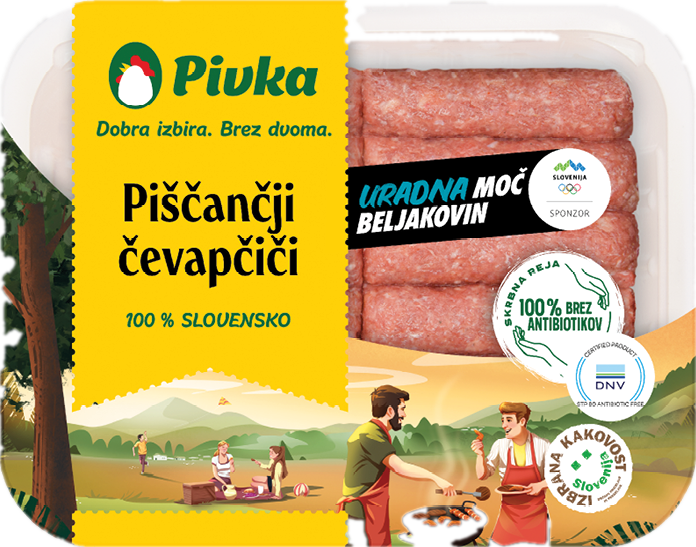 Pivka
Dobra izbira. Brez dvoma.
Piščančji
čevapčiči
100 % SLOVENSKO
URADNA MOČ
BELJAKOVIN
SLOVENIJA
SPONZOR
SKRBNA REJA
100% BREZ
ANTIBIOTIKOV
CERTIFIED PRODUCT
DNV
STP 80 ANTIBIOTIC FREE
IZBRANA KAKOVOST
Slovenija